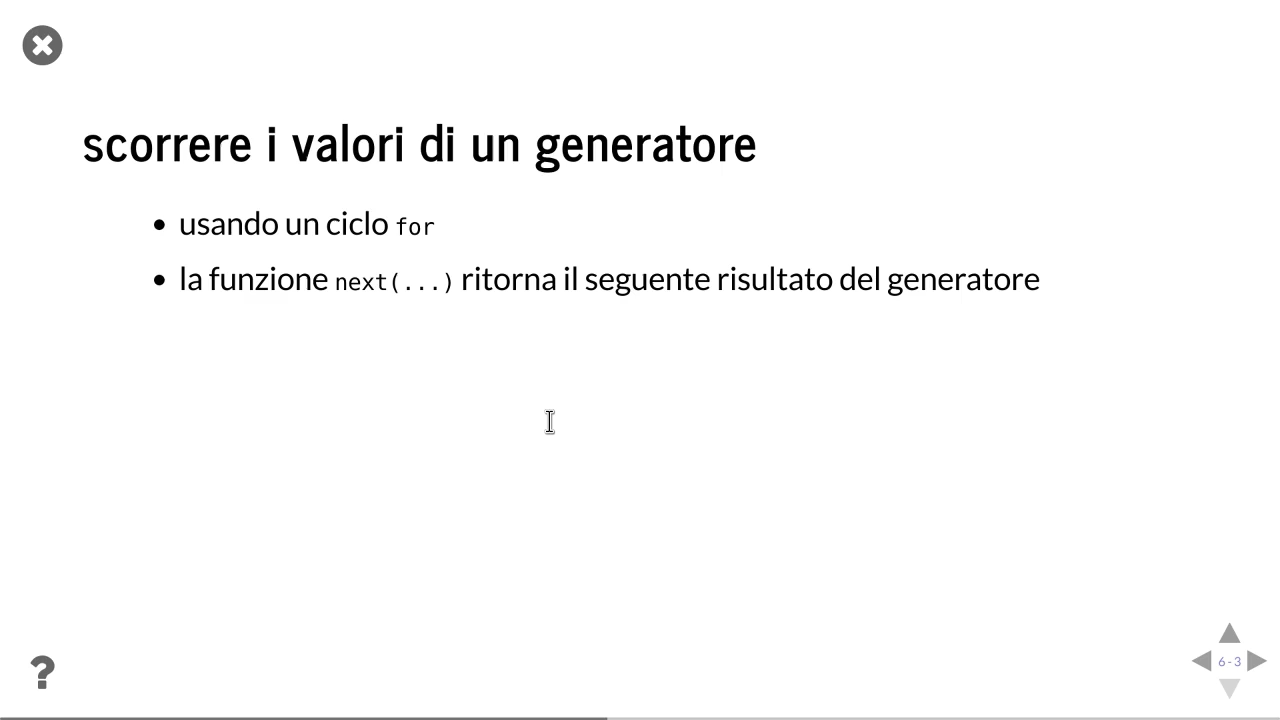 scorrere i valori di un generatore
usando un ciclo for
la funzione next(...) ritorna il seguente risultato del generatore
?
6-3